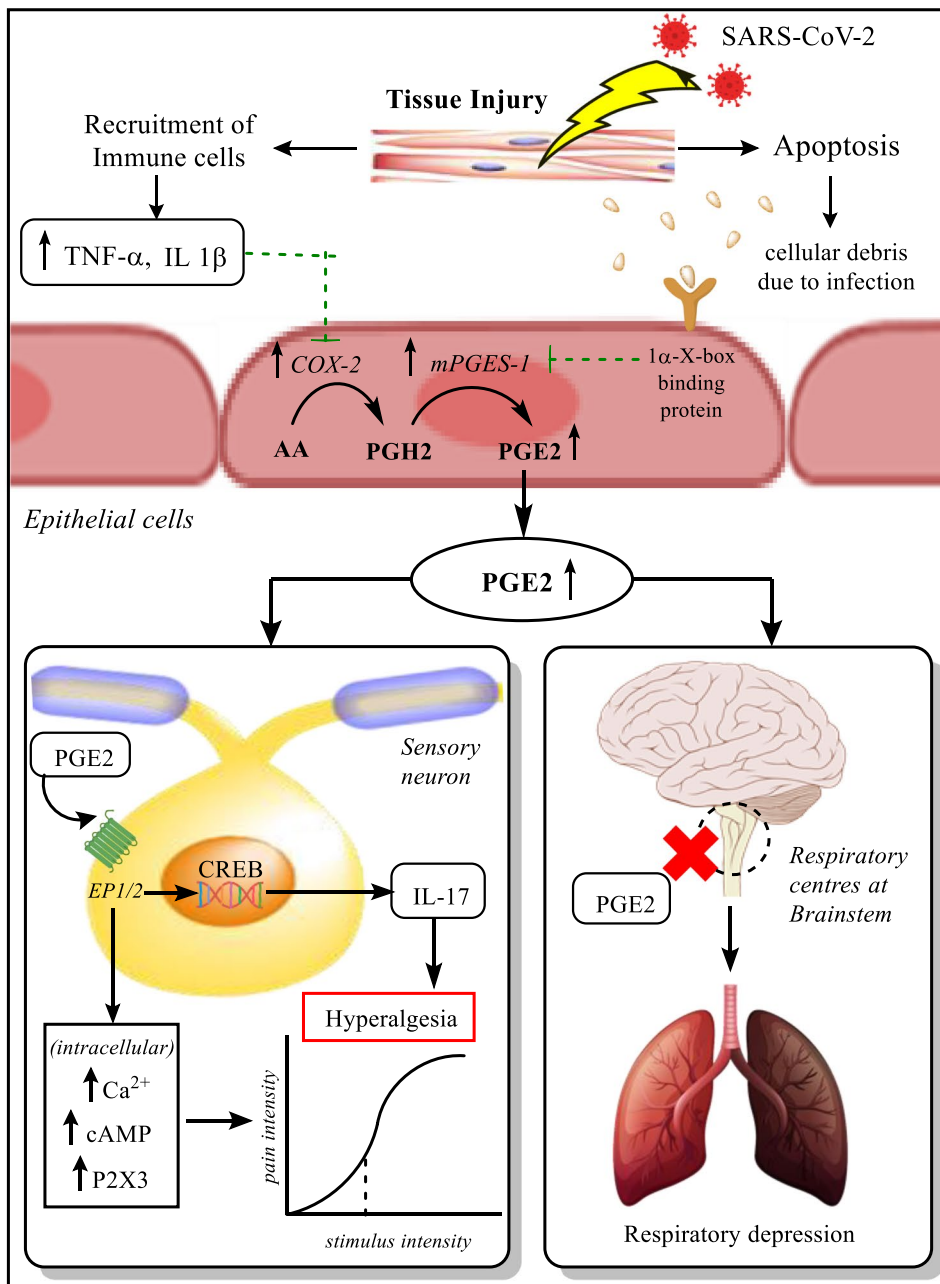 SARS-CoV-2
Tissue Injury
Recruitment of
Immune cells
Apoptosis
TNF-α, IL 1β
cellular debris
due to infection
COX-2
mPGES-1
1α-X-box
binding
protein
AA
PGH2
PGE2
Epithelial cells
PGE2
PGE2
Sensory
neuron
EP1/2
CREB
IL-17
Hyperalgesia
(intracellular)
Ca²⁺
cAMP
P2X3
pain intensity
stimulus intensity
Respiratory
centres at
Brainstem
PGE2
Respiratory depression